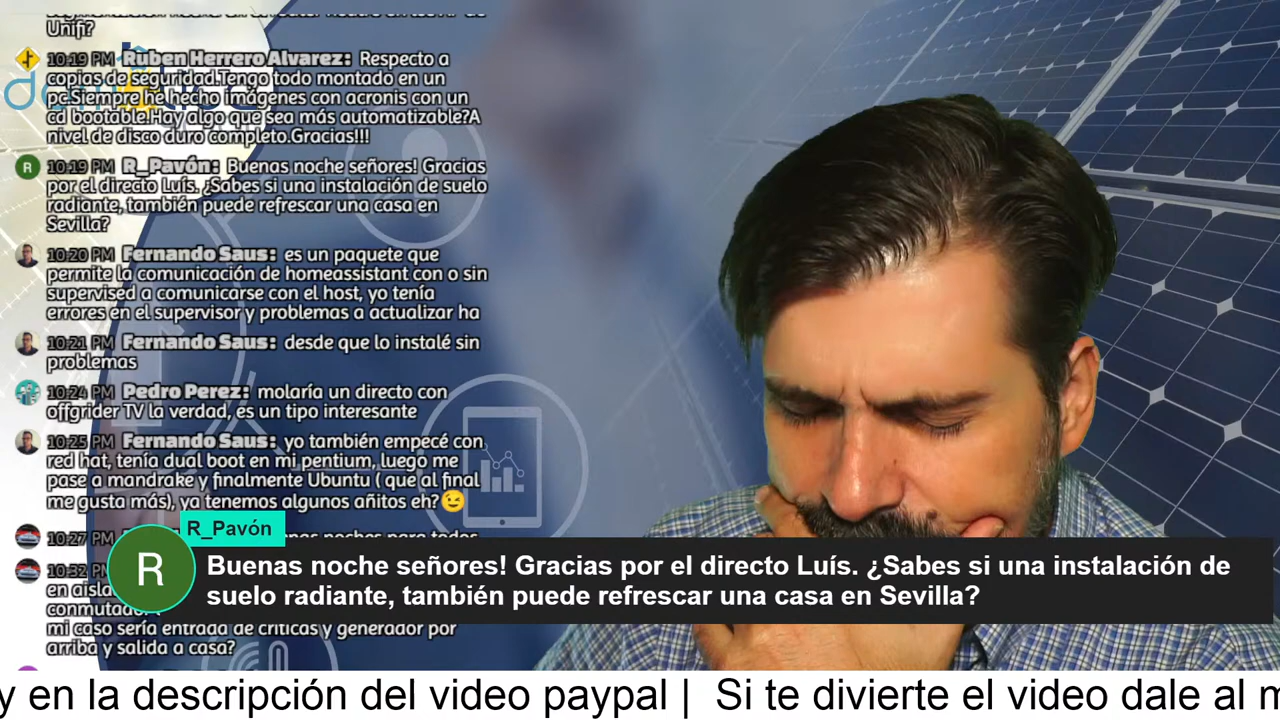 Unifi?
10:19 PM Ruben Herrero Alvarez: Respecto a
copias de seguridad.Tengo todo montado en un
pc.Siempre he hecho imágenes con acronis con un
cd bootable.Hay algo que sea más automatizable?A
nivel de disco duro completo.Gracias!!!
R 10:19 PM R_Pavón: Buenas noche señores! Gracias
por el directo Luís. ¿Sabes si una instalación de suelo
radiante, también puede refrescar una casa en
Sevilla?
10:20 PM Fernando Saus: es un paquete que
permite la comunicación de homeassistant con o sin
supervised a comunicarse con el host, yo tenía
errores en el supervisor y problemas a actualizar ha
10:21 PM Fernando Saus: desde que lo instalé sin
problemas
10:24 PM Pedro Perez: molaría un directo con
offgrider TV la verdad, es un tipo interesante
10:25 PM Fernando Saus: yo también empecé con
red hat, tenía dual boot en mi pentium, luego me
pase a mandrake y finalmente Ubuntu ( que al final
me gusta más), ya tenemos algunos añitos eh?😉
10:27 PM
10:32 PM
en
mi caso sería entrada de críticas y generador por
arriba y salida a casa?
R_Pavón
R
Buenas noche señores! Gracias por el directo Luís. ¿Sabes si una instalación de
suelo radiante, también puede refrescar una casa en Sevilla?
y en la descripción del video paypal | Si te divierte el video dale al